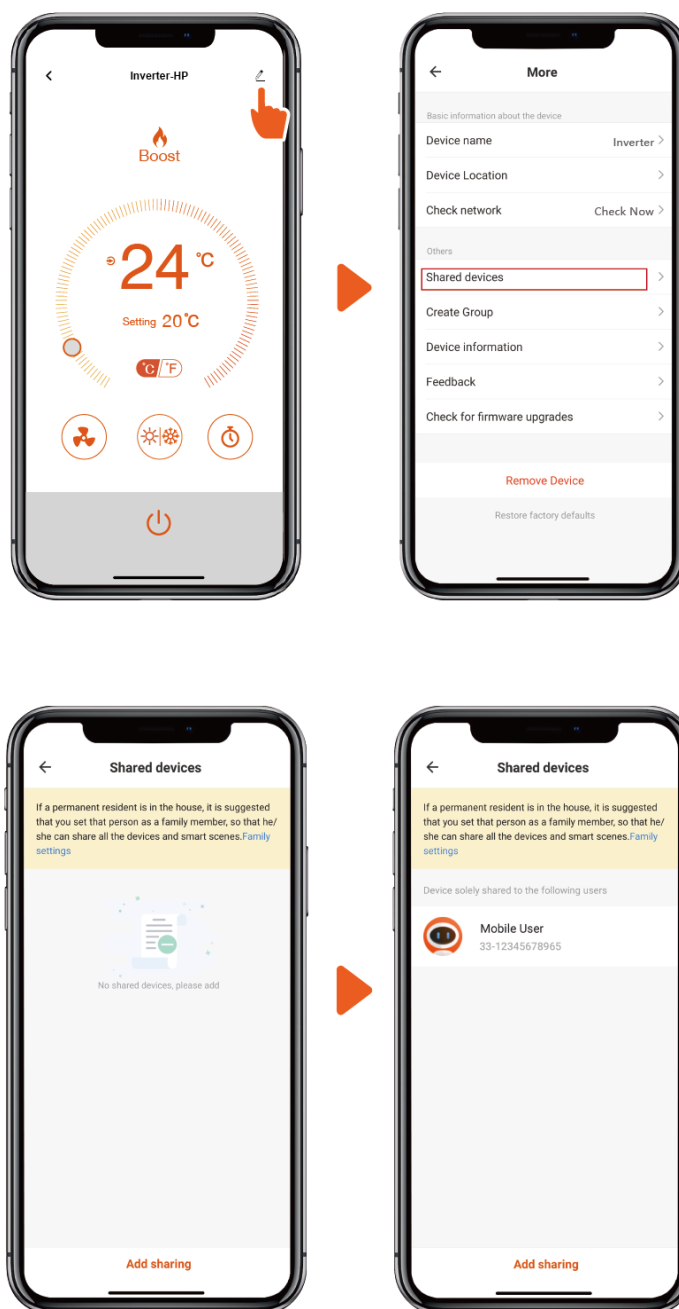 Inverter-HP
Boost
24 °C
Setting 20°C
°C/°F
More
Basic information about the device
Device name Inverter
Device Location
Check network Check Now
Others
Shared devices
Create Group
Device information
Feedback
Check for firmware upgrades
Remove Device
Restore factory defaults
Shared devices
If a permanent resident is in the house, it is suggested
that you set that person as a family member, so that he/
she can share all the devices and smart scenes.Family
settings
No shared devices, please add
Add sharing
Shared devices
If a permanent resident is in the house, it is suggested
that you set that person as a family member, so that he/
she can share all the devices and smart scenes.Family
settings
Device solely shared to the following users
Mobile User
33-12345678965
Add sharing